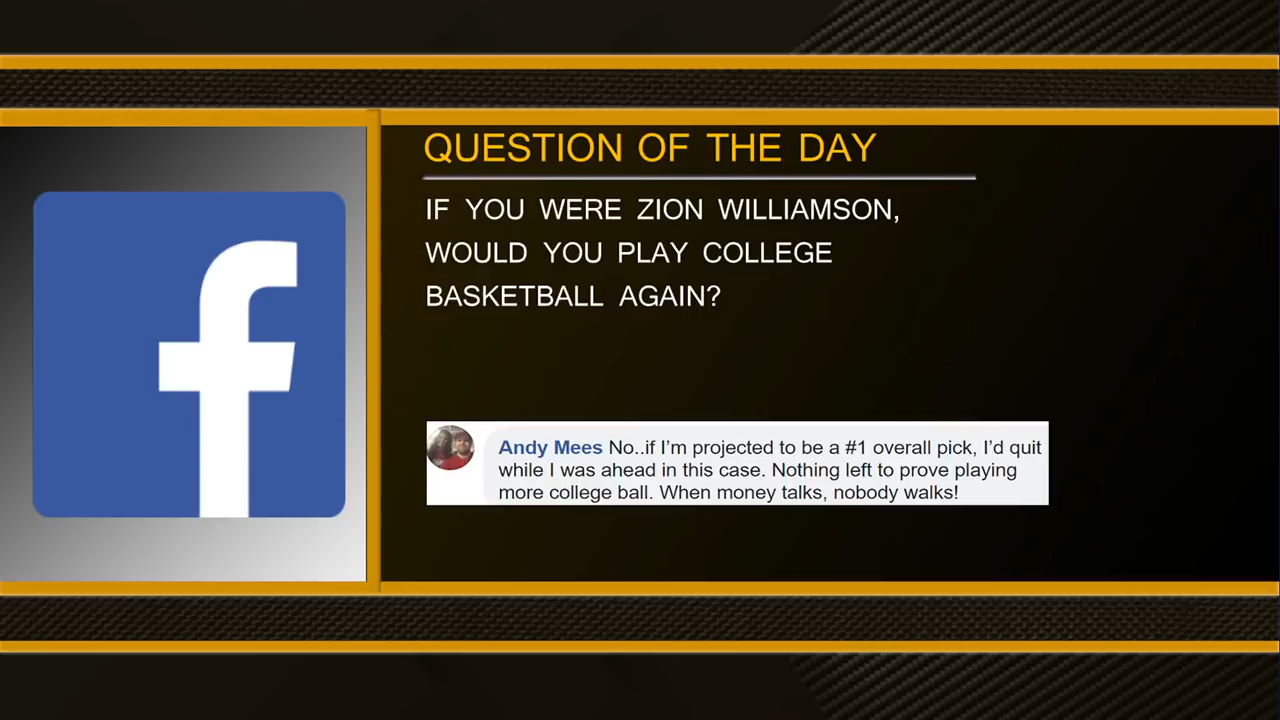 QUESTION OF THE DAY
IF YOU WERE ZION WILLIAMSON,
WOULD YOU PLAY COLLEGE
BASKETBALL AGAIN?
Andy Mees No..if I'm projected to be a #1 overall pick, I'd quit
while I was ahead in this case. Nothing left to prove playing
more college ball. When money talks, nobody walks!